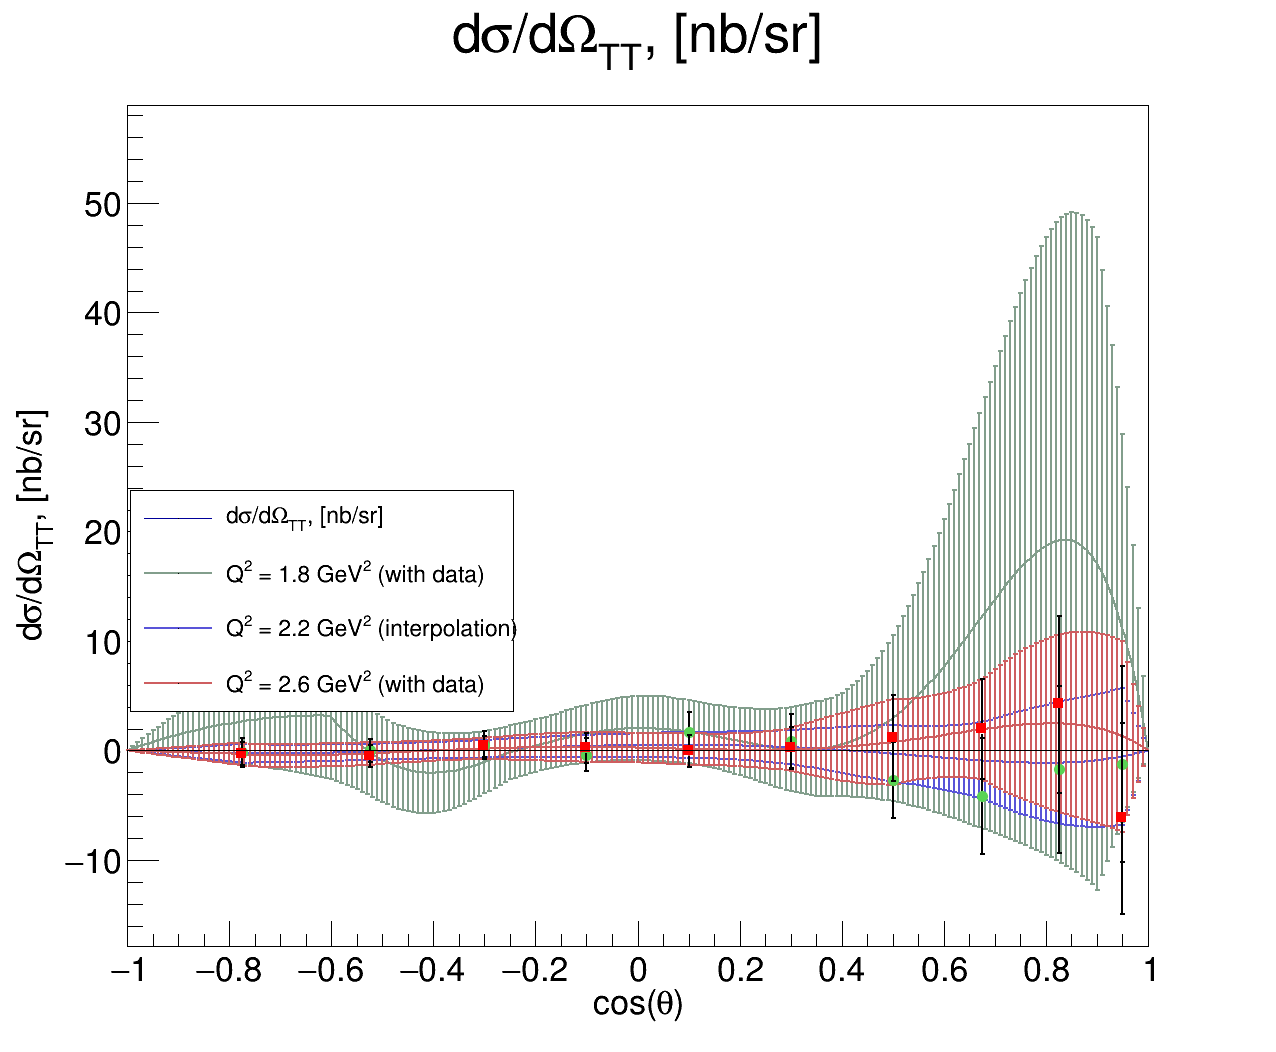 dσ/dΩTT, [nb/sr]
dσ/dΩTT, [nb/sr]
50
40
30
20
10
0
−10
dσ/dΩTT, [nb/sr]
Q2 = 1.8 GeV2 (with data)
Q2 = 2.2 GeV2 (interpolation)
Q2 = 2.6 GeV2 (with data)
−1 −0.8 −0.6 −0.4 −0.2 0 0.2 0.4 0.6 0.8 1
cos(θ)